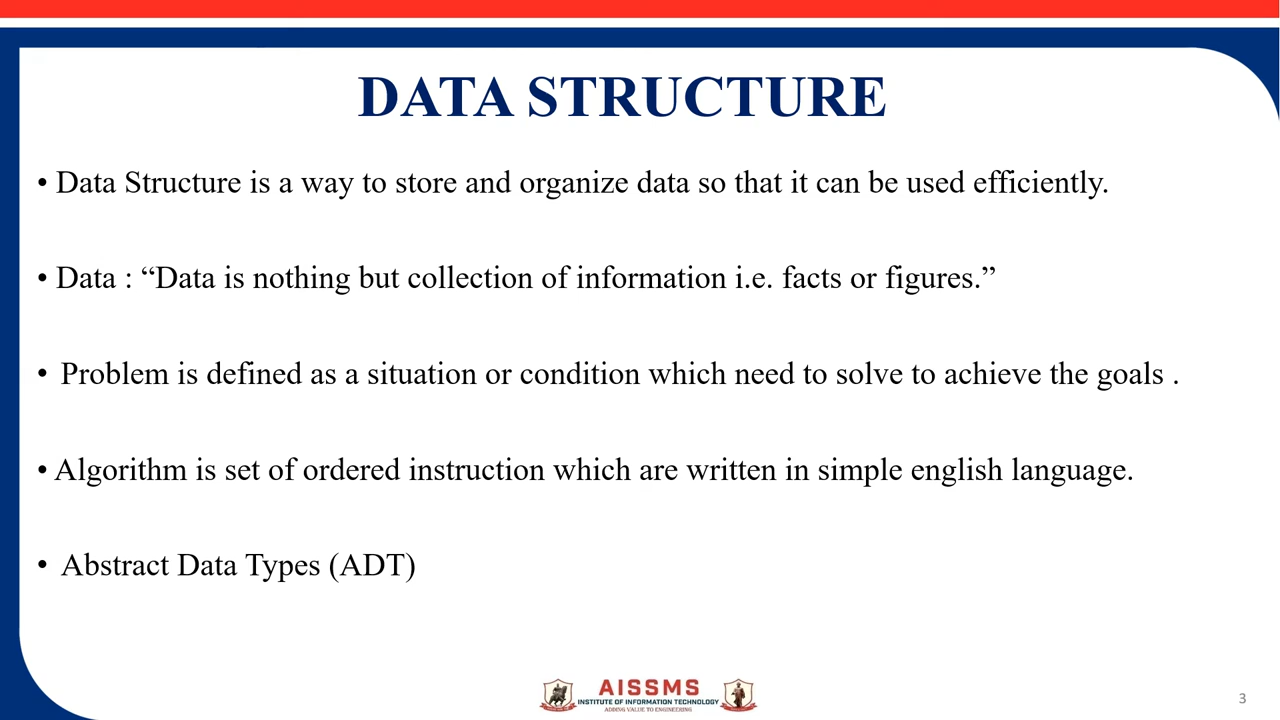 DATA STRUCTURE
• Data Structure is a way to store and organize data so that it can be used efficiently.
• Data : “Data is nothing but collection of information i.e. facts or figures.”
• Problem is defined as a situation or condition which need to solve to achieve the goals .
• Algorithm is set of ordered instruction which are written in simple english language.
• Abstract Data Types (ADT)
AISSMS
INSTITUTE OF INFORMATION TECHNOLOGY
ADDING VALUE TO ENGINEERING
3